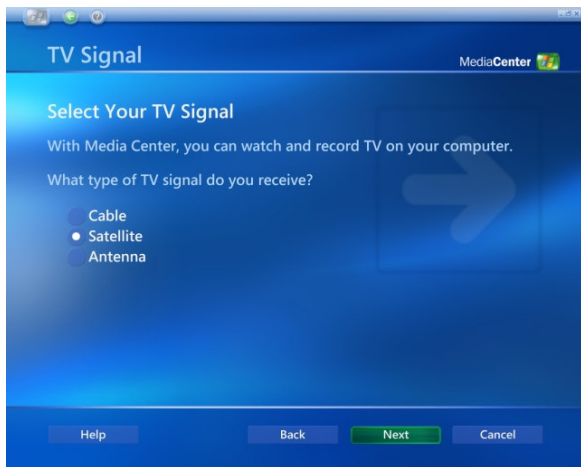 TV Signal
MediaCenter
Select Your TV Signal
With Media Center, you can watch and record TV on your computer.
What type of TV signal do you receive?
Cable
Satellite
Antenna
Help Back Next Cancel